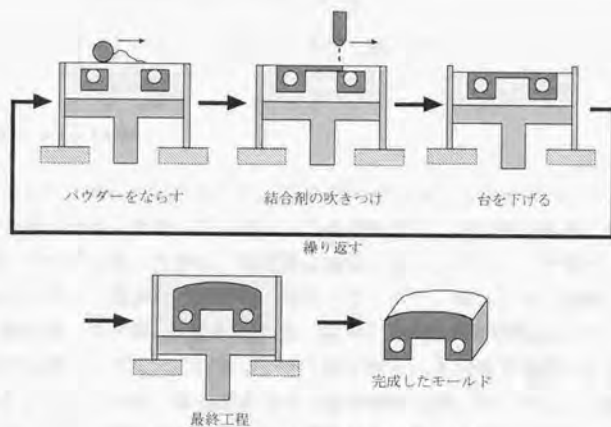 パウダーをならす
結合剤の吹きつけ
台を下げる
繰り返す
完成したモールド
最終工程